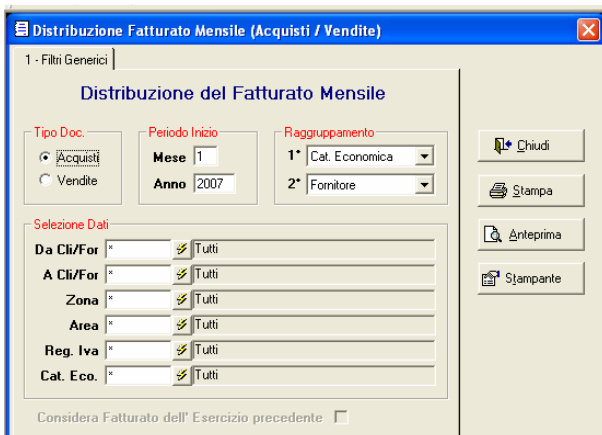 Distribuzione Fatturato Mensile (Acquisti / Vendite)
1 - Filtri Generici
Distribuzione del Fatturato Mensile
Tipo Doc.
Acquisti
Vendite
Periodo Inizio
Mese 1
Anno 2007
Raggruppamento
1° Cat. Economica
2° Fornitore
Chiudi
Stampa
Anteprima
Stampante
Selezione Dati
Da Cli/For * Tutti
A Cli/For * Tutti
Zona * Tutti
Area * Tutti
Reg. Iva * Tutti
Cat. Eco. * Tutti
Considera Fatturato dell' Esercizio precedente